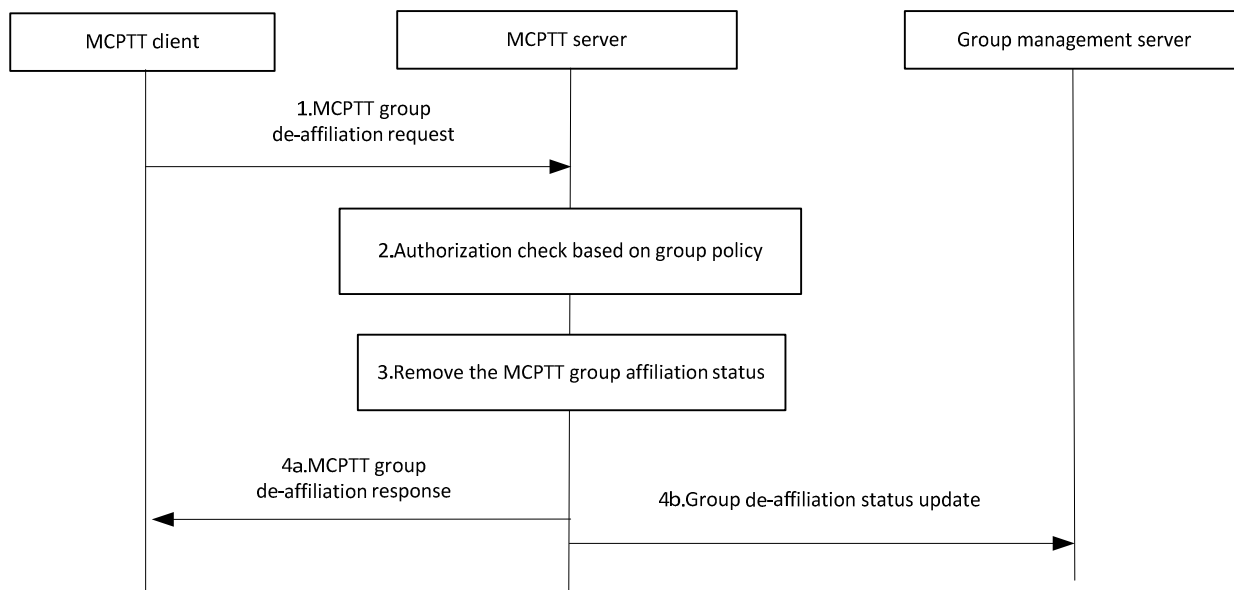 MCPTT client
MCPTT server
Group management server
1.MCPTT group
de-affiliation request
2.Authorization check based on group policy
3.Remove the MCPTT group affiliation status
4a.MCPTT group
de-affiliation response
4b.Group de-affiliation status update